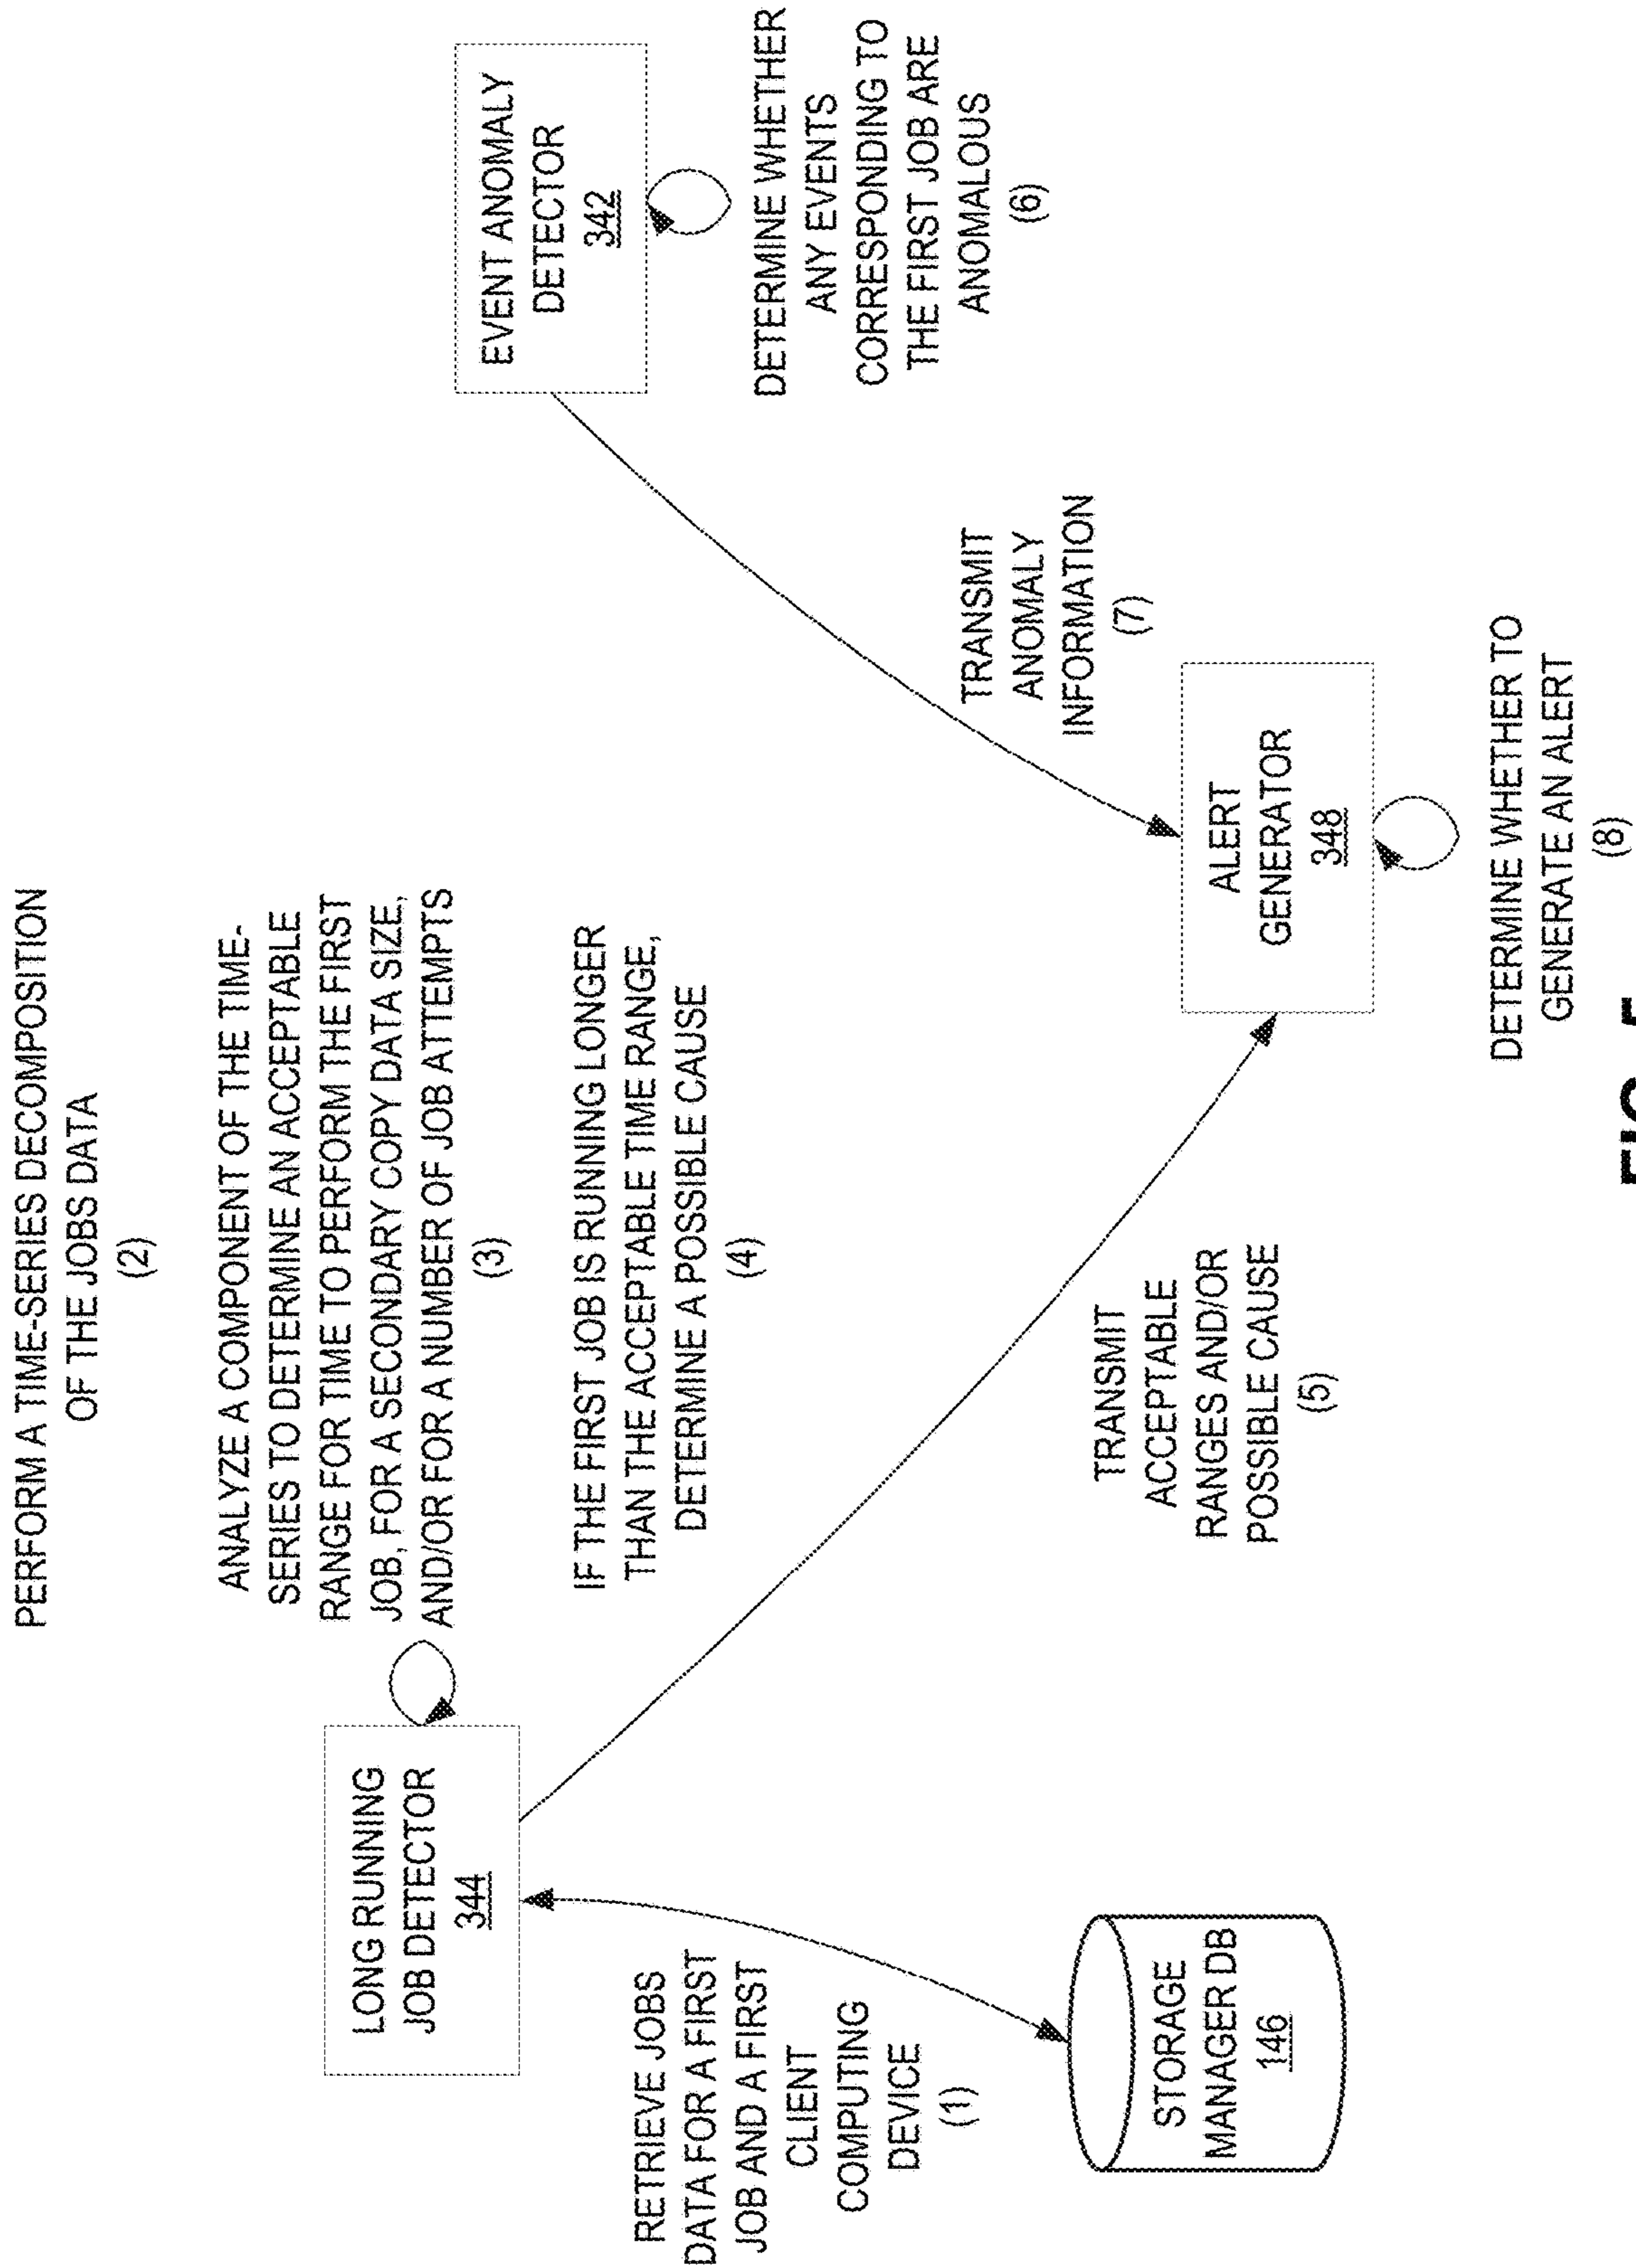 PERFORM A TIME-SERIES DECOMPOSITION
OF THE JOBS DATA
(2)
ANALYZE A COMPONENT OF THE TIME-
SERIES TO DETERMINE AN ACCEPTABLE
RANGE FOR TIME TO PERFORM THE FIRST
JOB, FOR A SECONDARY COPY DATA SIZE,
AND/OR FOR A NUMBER OF JOB ATTEMPTS
(3)
IF THE FIRST JOB IS RUNNING LONGER
THAN THE ACCEPTABLE TIME RANGE,
DETERMINE A POSSIBLE CAUSE
(4)
LONG RUNNING
JOB DETECTOR
344
RETRIEVE JOBS
DATA FOR A FIRST
JOB AND A FIRST
CLIENT
COMPUTING
DEVICE
(1)
STORAGE
MANAGER DB
146
TRANSMIT
ACCEPTABLE
RANGES AND/OR
POSSIBLE CAUSE
(5)
EVENT ANOMALY
DETECTOR
342
DETERMINE WHETHER
ANY EVENTS
CORRESPONDING TO
THE FIRST JOB ARE
ANOMALOUS
(6)
TRANSMIT
ANOMALY
INFORMATION
(7)
ALERT
GENERATOR
348
DETERMINE WHETHER TO
GENERATE AN ALERT
(8)